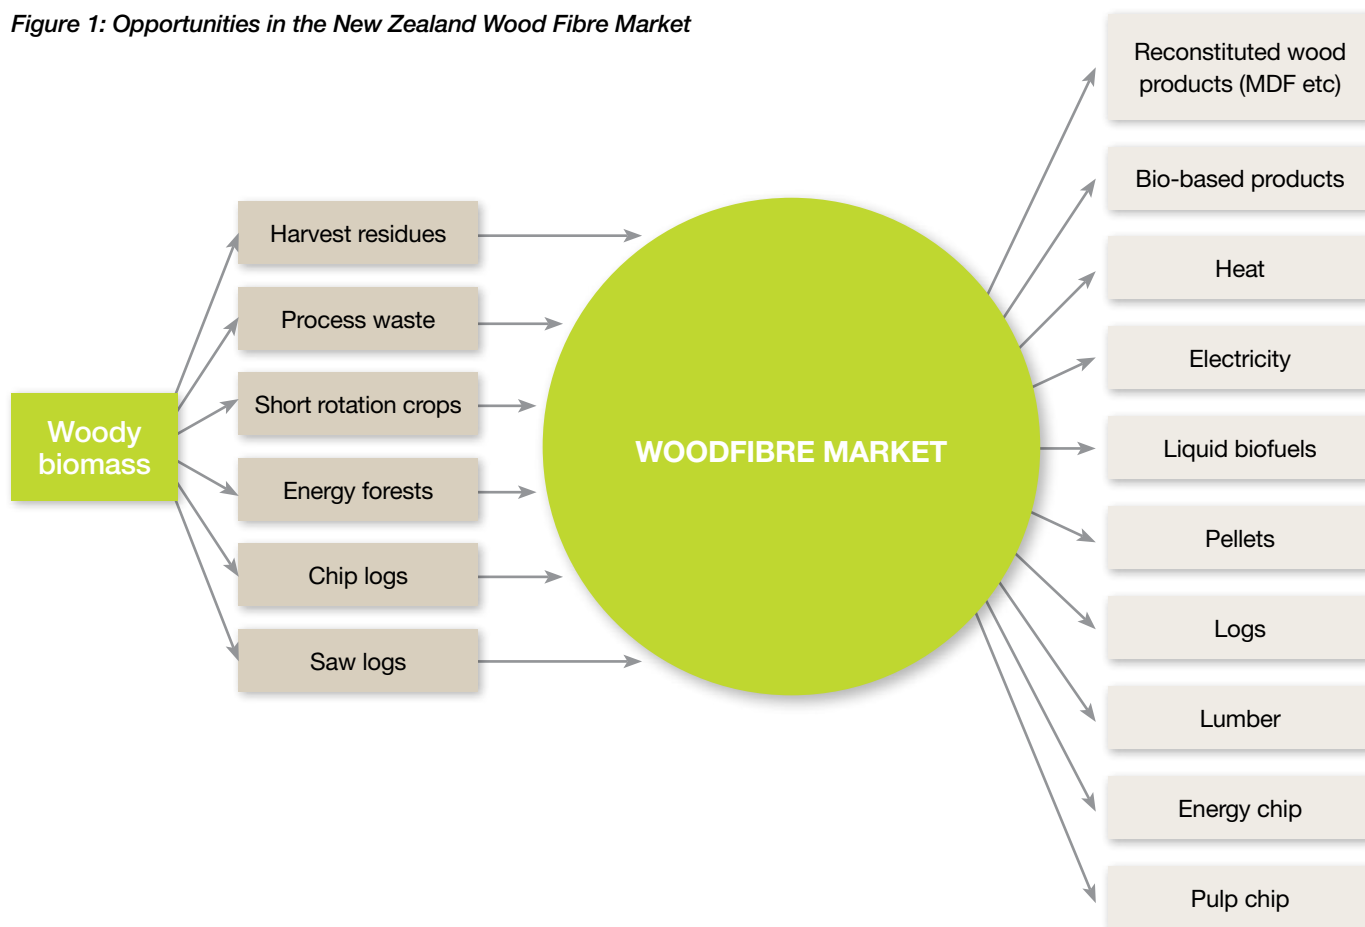 Figure 1: Opportunities in the New Zealand Wood Fibre Market
Woody
biomass
Harvest residues
Process waste
Short rotation crops
Energy forests
Chip logs
Saw logs
WOODFIBRE MARKET
Reconstituted wood
products (MDF etc)
Bio-based products
Heat
Electricity
Liquid biofuels
Pellets
Logs
Lumber
Energy chip
Pulp chip